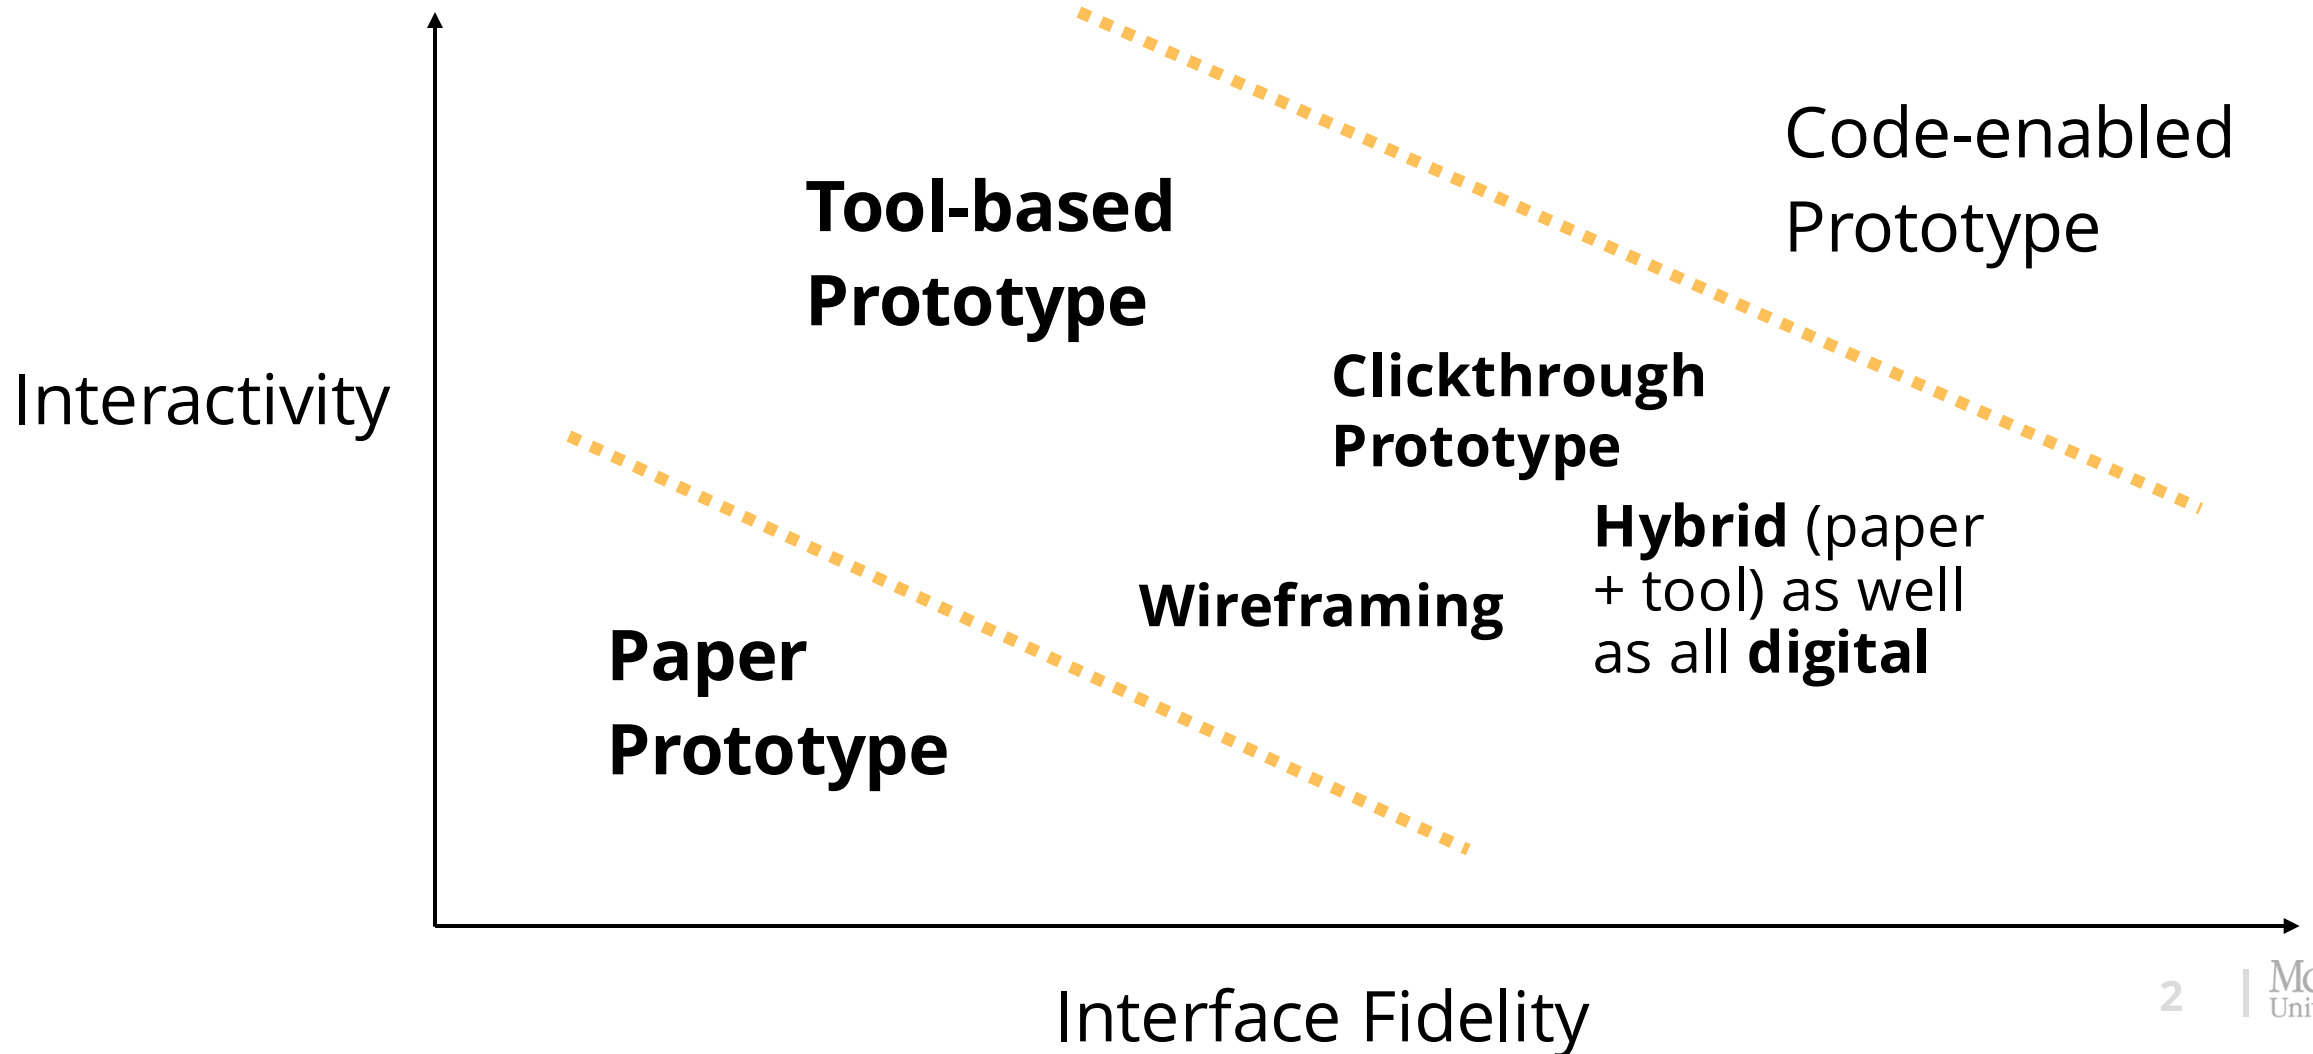 Code-enabled
Prototype
Tool-based
Prototype
Interactivity
Clickthrough
Prototype
Hybrid (paper
+ tool) as well
as all digital
Wireframing
Paper
Prototype
Interface Fidelity
2